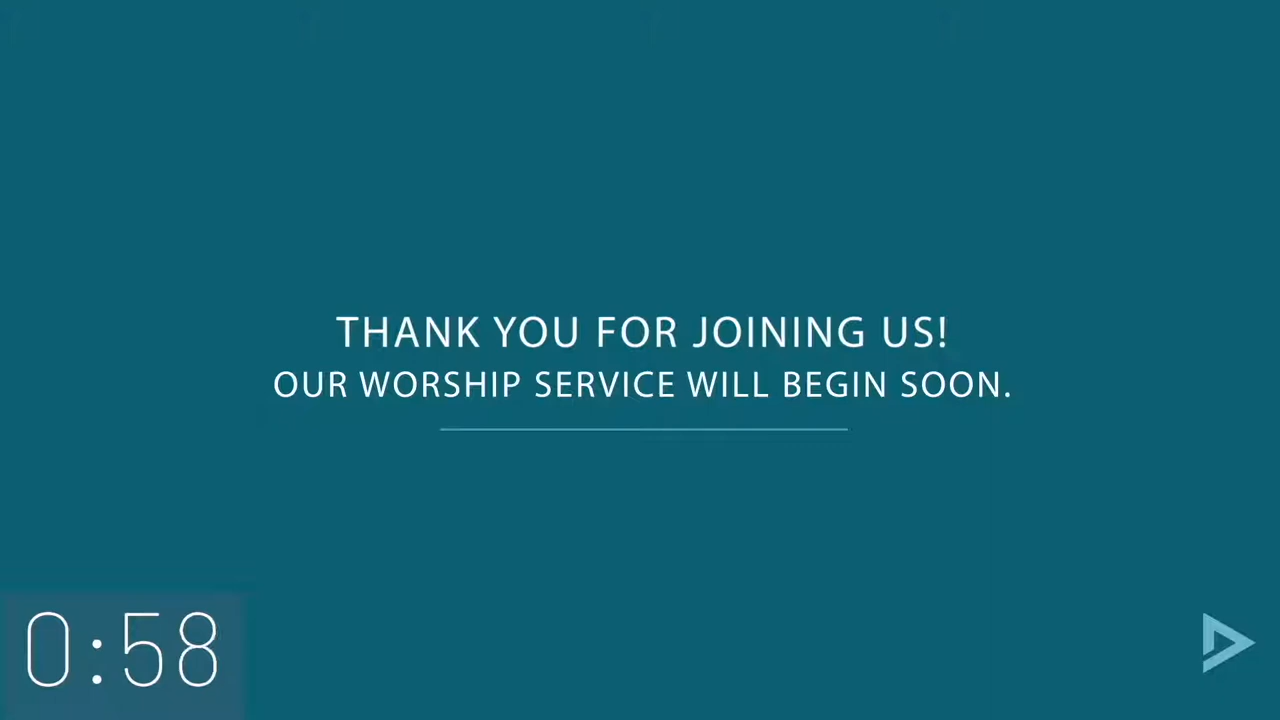 THANK YOU FOR JOINING US!
OUR WORSHIP SERVICE WILL BEGIN SOON.
0:58